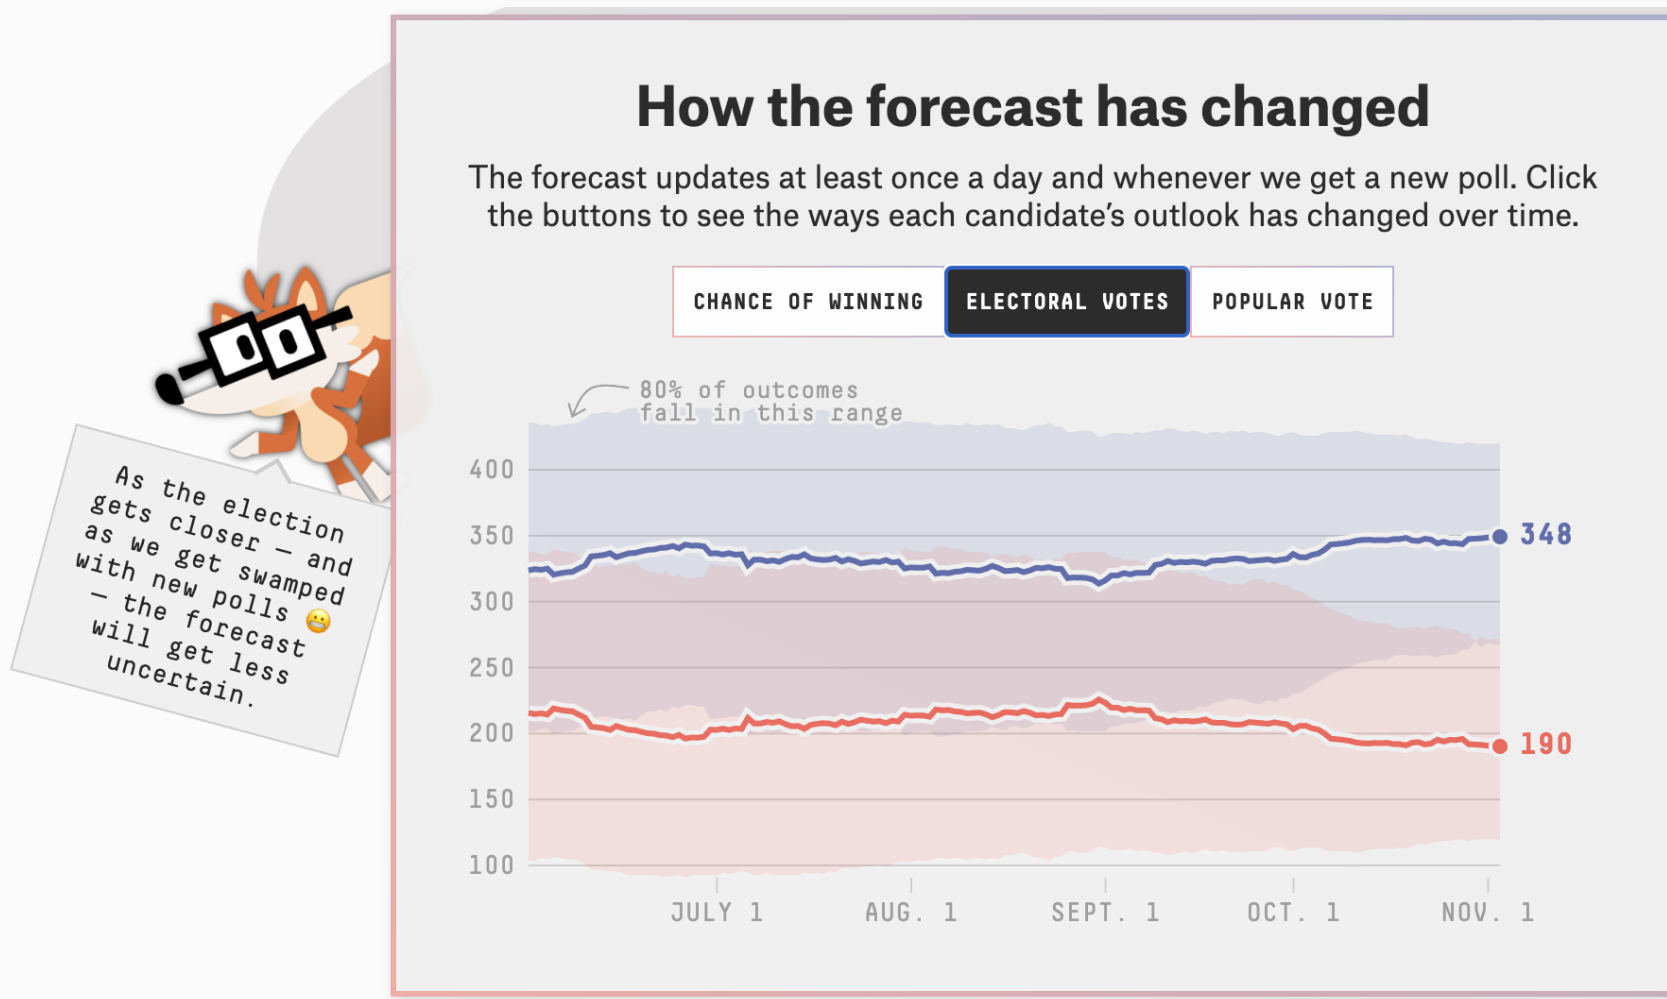 How the forecast has changed
The forecast updates at least once a day and whenever we get a new poll. Click
the buttons to see the ways each candidate’s outlook has changed over time.
CHANCE OF WINNING
ELECTORAL VOTES
POPULAR VOTE
80% of outcomes
fall in this range
400
350
300
250
200
150
100
348
190
JULY 1
AUG. 1
SEPT. 1
OCT. 1
NOV. 1
As the election
gets closer — and
as we get swamped
with new polls 😬
— the forecast
will get less
uncertain.